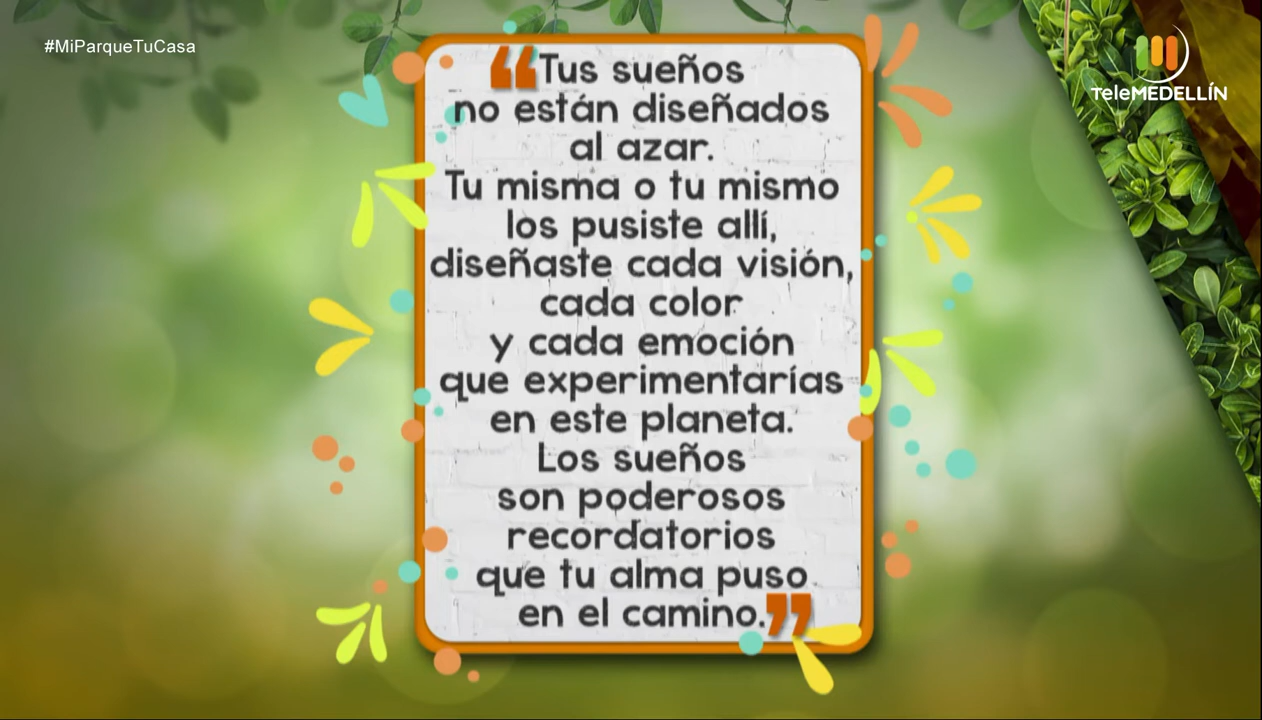 #MiParqueTuCasa
TeleMEDELLÍN
“Tus sueños
no están diseñados
al azar.
Tu misma o tu mismo
los pusiste allí,
diseñaste cada visión,
cada color
y cada emoción
que experimentarías
en este planeta.
Los sueños
son poderosos
recordatorios
que tu alma puso
en el camino.”